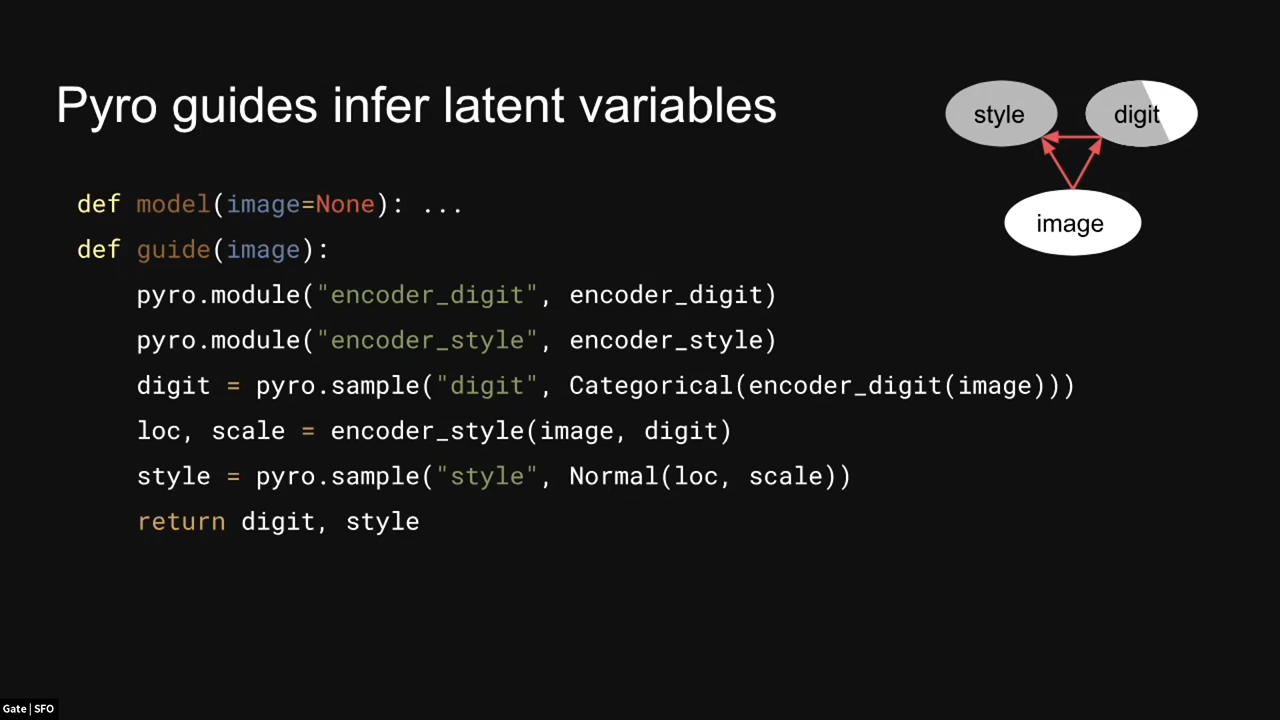 Pyro guides infer latent variables
style
digit
image
def model(image=None): ...
def guide(image):
    pyro.module("encoder_digit", encoder_digit)
    pyro.module("encoder_style", encoder_style)
    digit = pyro.sample("digit", Categorical(encoder_digit(image)))
    loc, scale = encoder_style(image, digit)
    style = pyro.sample("style", Normal(loc, scale))
    return digit, style
Gate | SFO